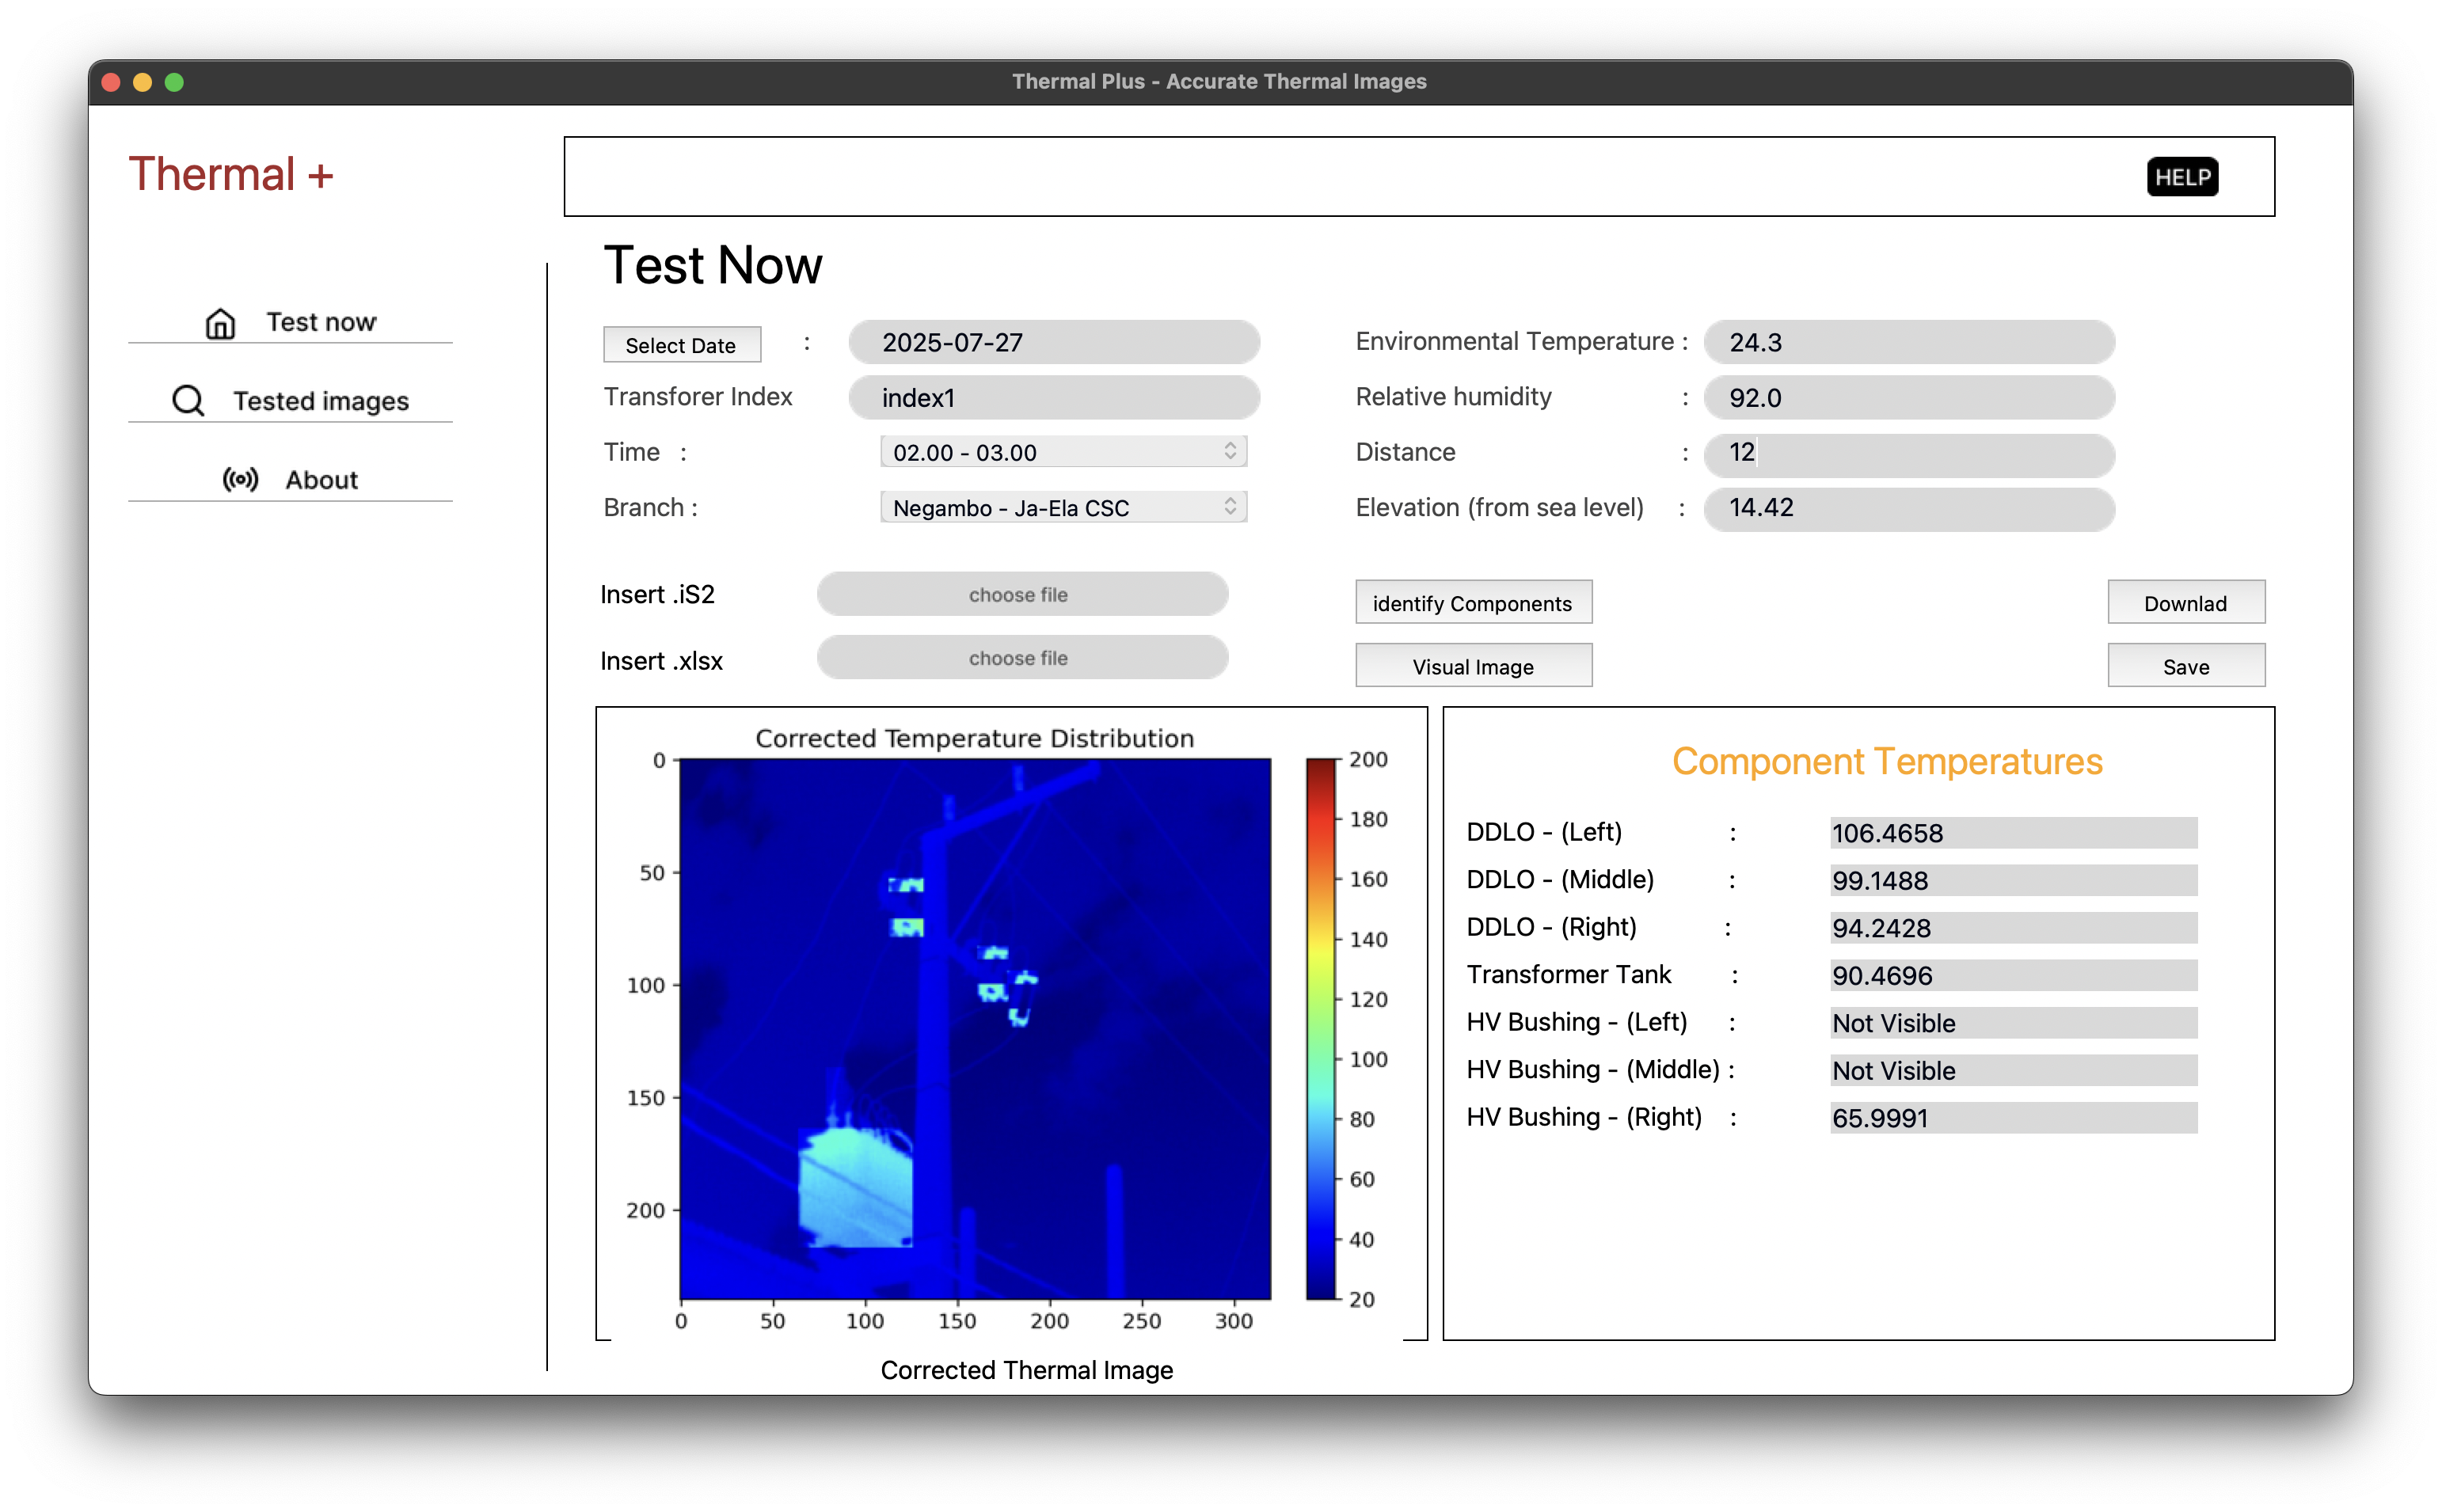 Thermal Plus - Accurate Thermal Images
Thermal +
HELP
Test now
Tested images
About
Test Now
Select Date : 2025-07-27
Transforer Index index1
Time : 02.00 - 03.00
Branch : Negambo - Ja-Ela CSC
Environmental Temperature : 24.3
Relative humidity : 92.0
Distance : 12
Elevation (from sea level) : 14.42
Insert .iS2 choose file
Insert .xlsx choose file
identify Components
Visual Image
Downlad
Save
Corrected Temperature Distribution
0
50
100
150
200
0 50 100 150 200 250 300
200
180
160
140
120
100
80
60
40
20
Corrected Thermal Image
Component Temperatures
DDLO - (Left) : 106.4658
DDLO - (Middle) : 99.1488
DDLO - (Right) : 94.2428
Transformer Tank : 90.4696
HV Bushing - (Left) : Not Visible
HV Bushing - (Middle) : Not Visible
HV Bushing - (Right) : 65.9991